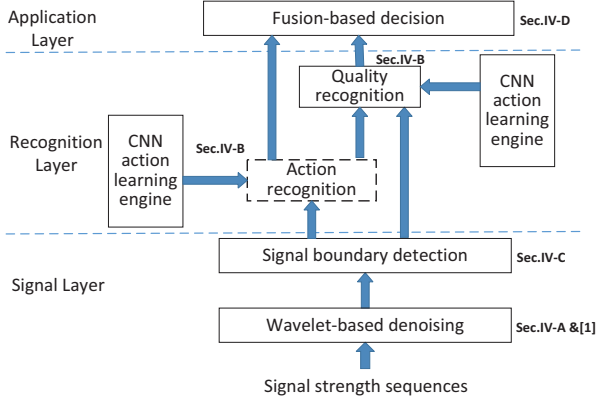 Application
Layer
Fusion-based decision
Sec.IV-D
Sec.IV-B
Quality
recognition
CNN
action
learning
engine
Recognition
Layer
CNN
action
learning
engine
Sec.IV-B
Action
recognition
Signal Layer
Signal boundary detection
Sec.IV-C
Wavelet-based denoising
Sec.IV-A &[1]
Signal strength sequences